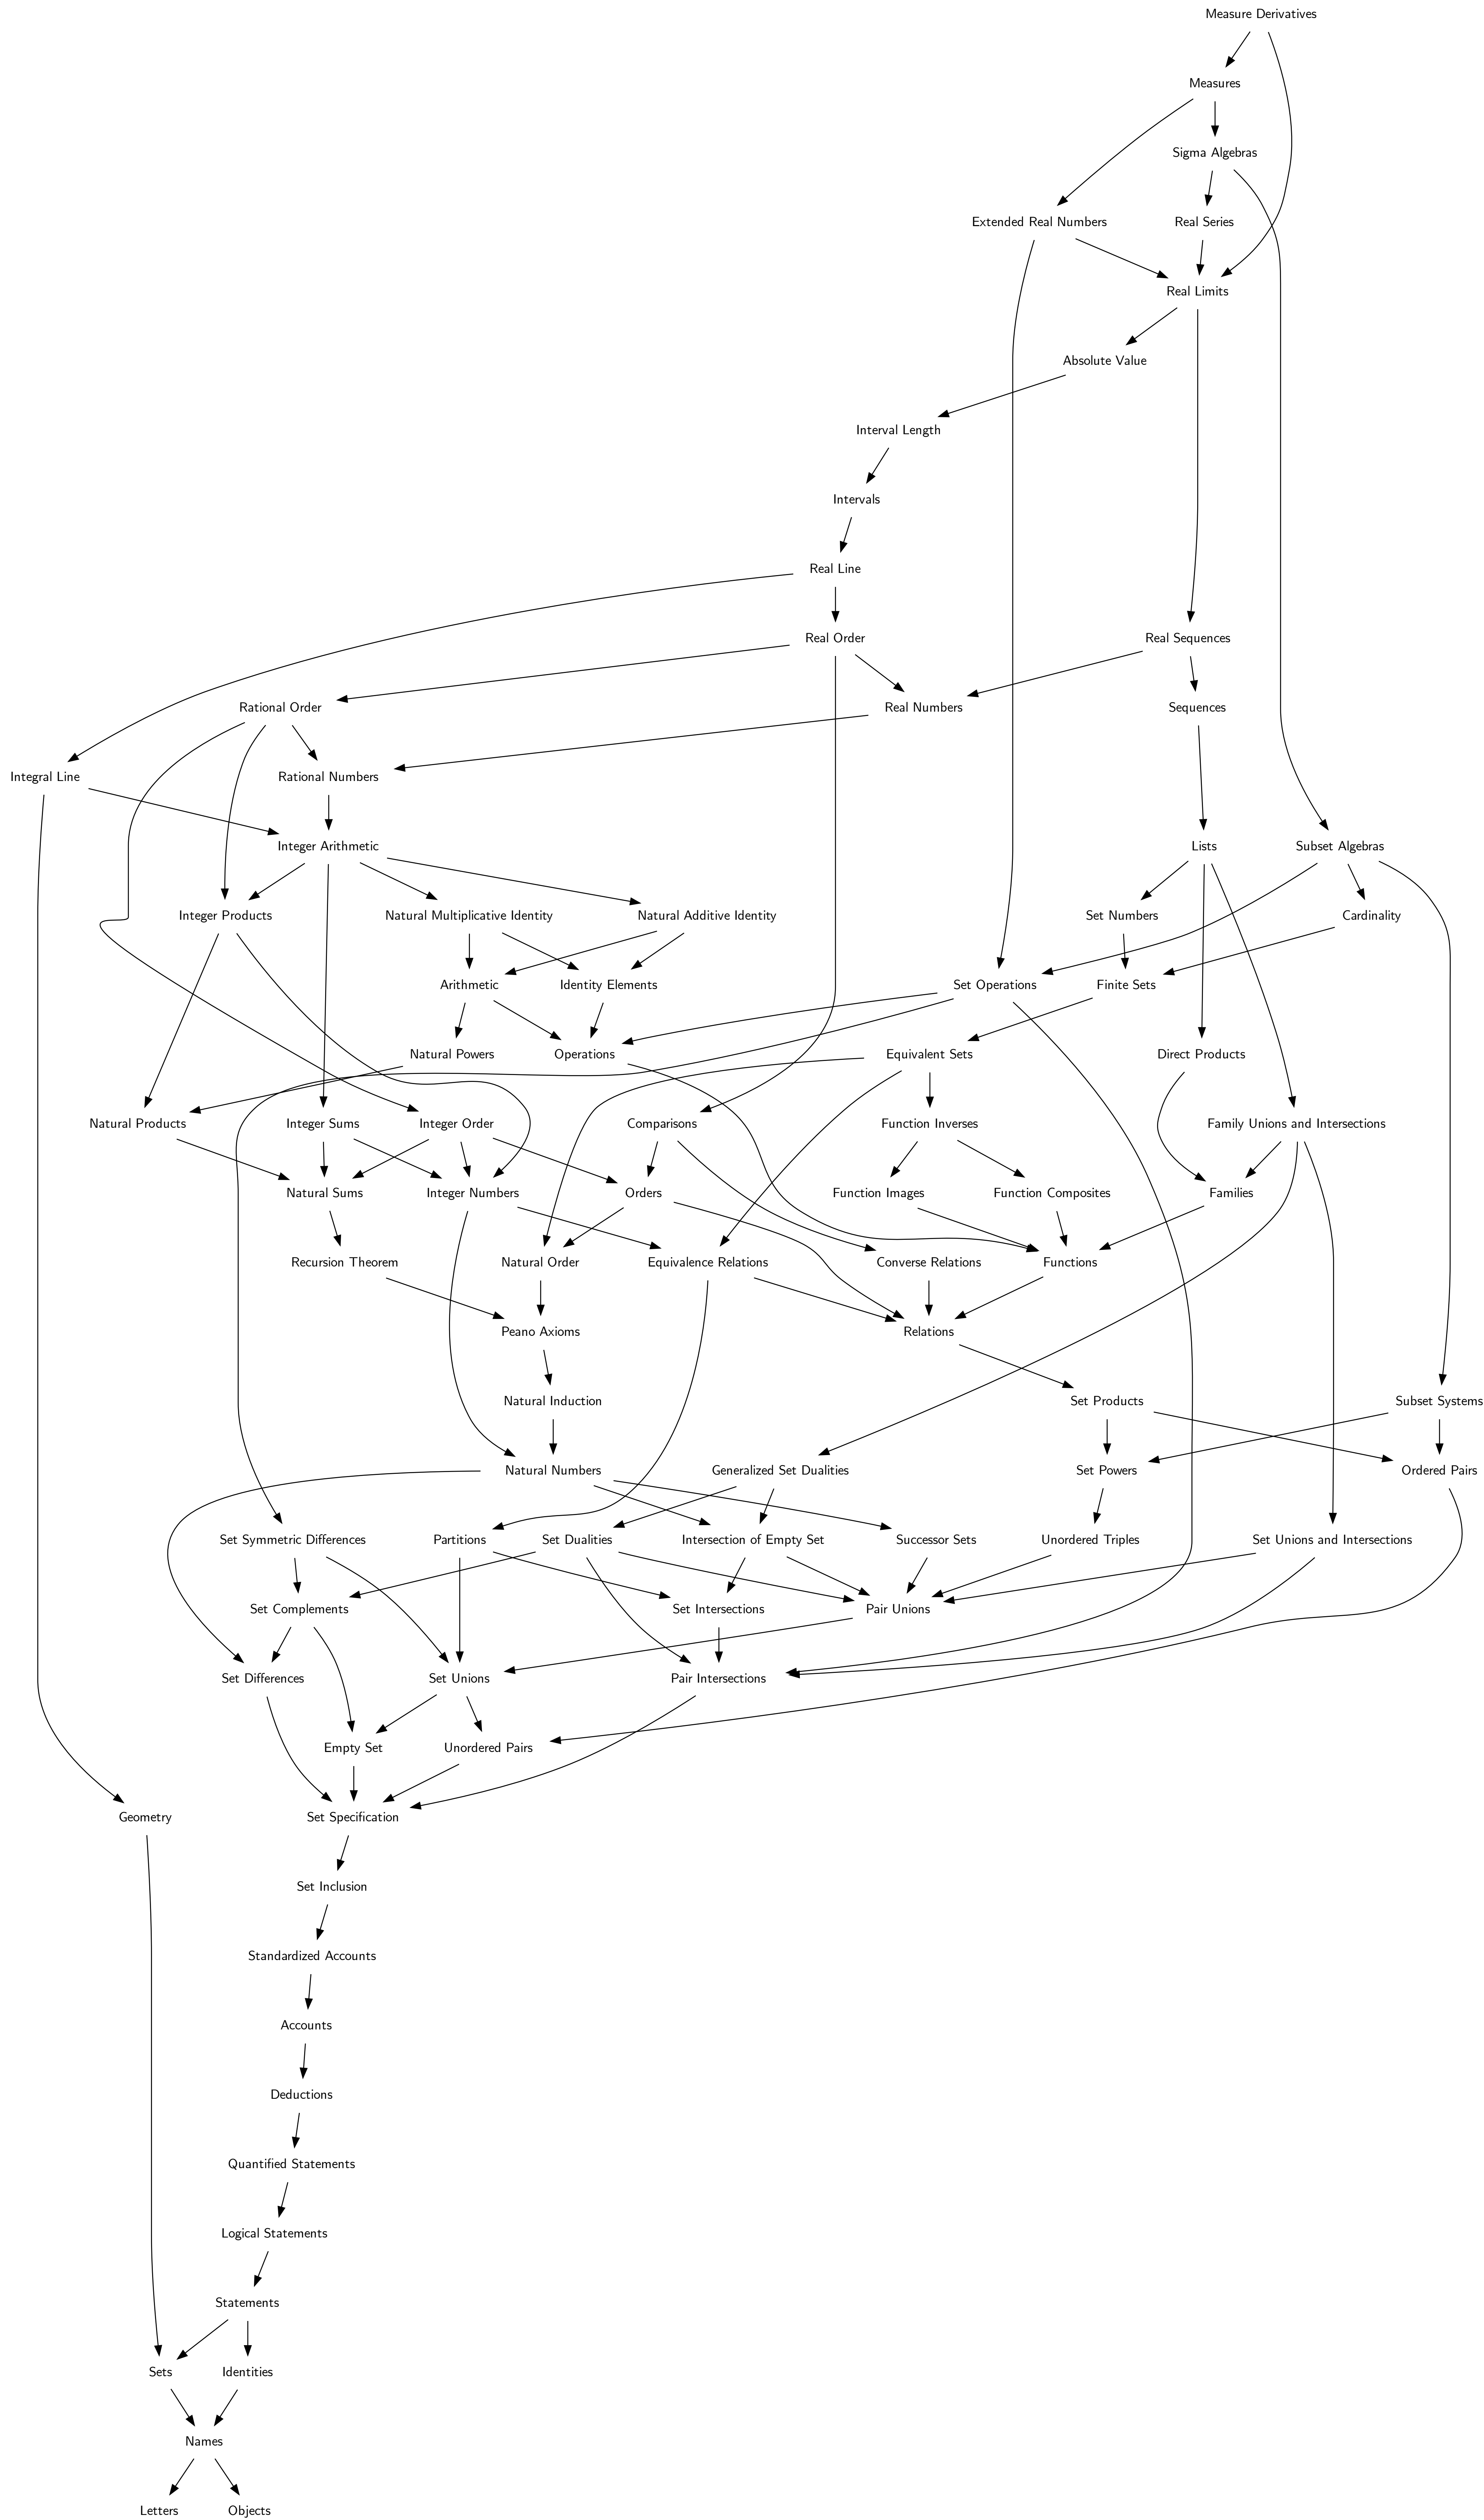 Measure Derivatives
Measures
Sigma Algebras
Extended Real Numbers
Real Series
Real Limits
Absolute Value
Interval Length
Intervals
Real Line
Real Order
Real Sequences
Rational Order
Real Numbers
Sequences
Integral Line
Rational Numbers
Integer Arithmetic
Lists
Subset Algebras
Integer Products
Natural Multiplicative Identity
Natural Additive Identity
Set Numbers
Cardinality
Arithmetic
Identity Elements
Set Operations
Finite Sets
Natural Powers
Operations
Equivalent Sets
Direct Products
Natural Products
Integer Sums
Integer Order
Comparisons
Function Inverses
Family Unions and Intersections
Natural Sums
Integer Numbers
Orders
Function Images
Function Composites
Families
Recursion Theorem
Natural Order
Equivalence Relations
Converse Relations
Functions
Peano Axioms
Relations
Natural Induction
Set Products
Subset Systems
Natural Numbers
Generalized Set Dualities
Set Powers
Ordered Pairs
Set Symmetric Differences
Partitions
Set Dualities
Intersection of Empty Set
Successor Sets
Unordered Triples
Set Unions and Intersections
Set Complements
Set Intersections
Pair Unions
Set Differences
Set Unions
Pair Intersections
Empty Set
Unordered Pairs
Geometry
Set Specification
Set Inclusion
Standardized Accounts
Accounts
Deductions
Quantified Statements
Logical Statements
Statements
Sets
Identities
Names
Letters
Objects